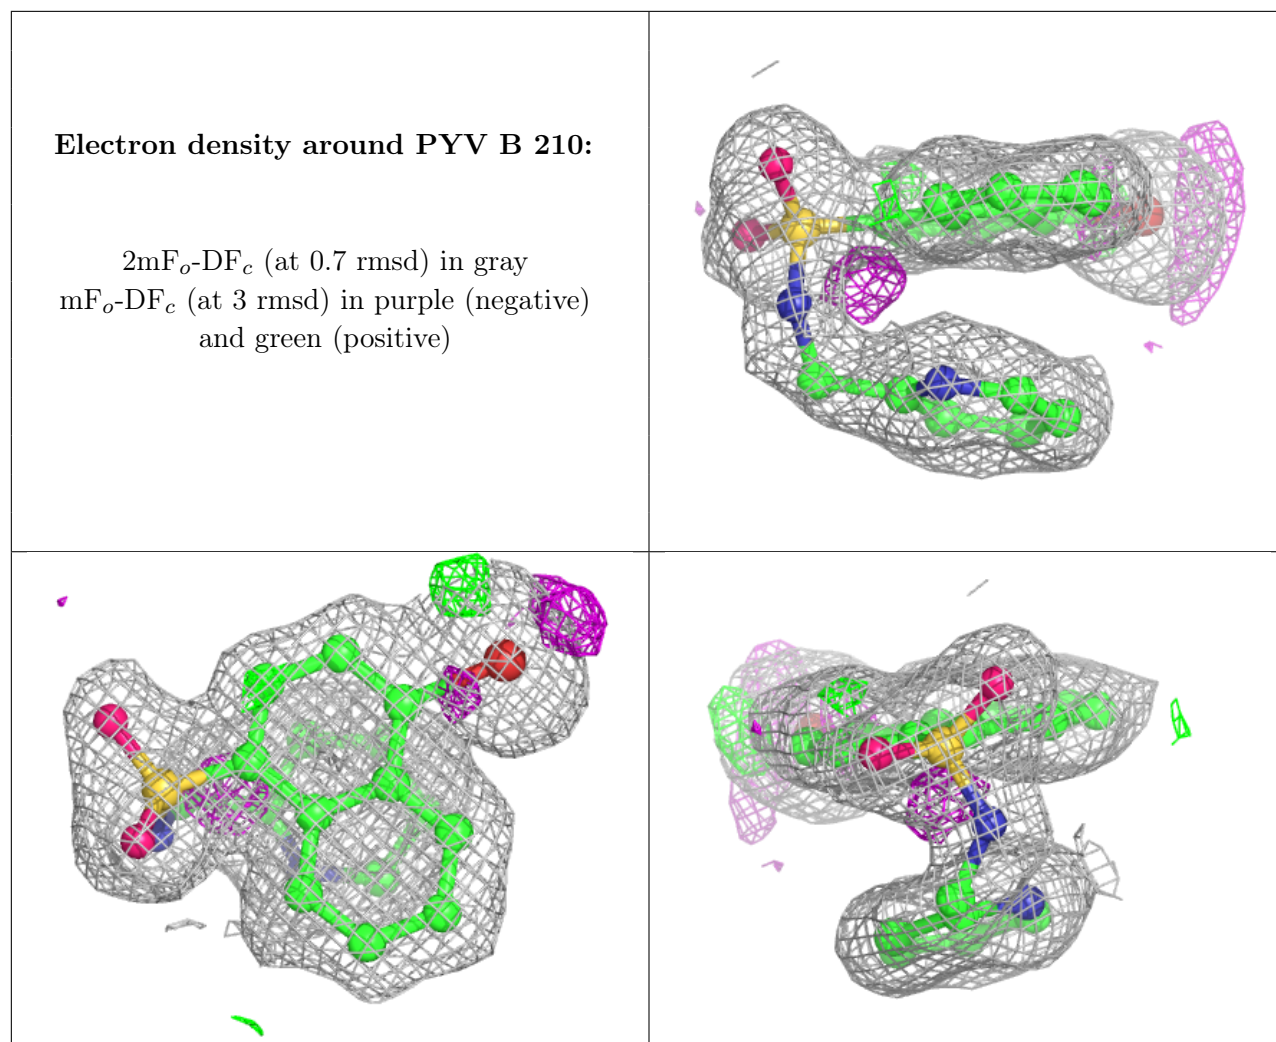 Electron density around PYV B 210:
2mFo-DFc (at 0.7 rmsd) in gray
mFo-DFc (at 3 rmsd) in purple (negative)
and green (positive)